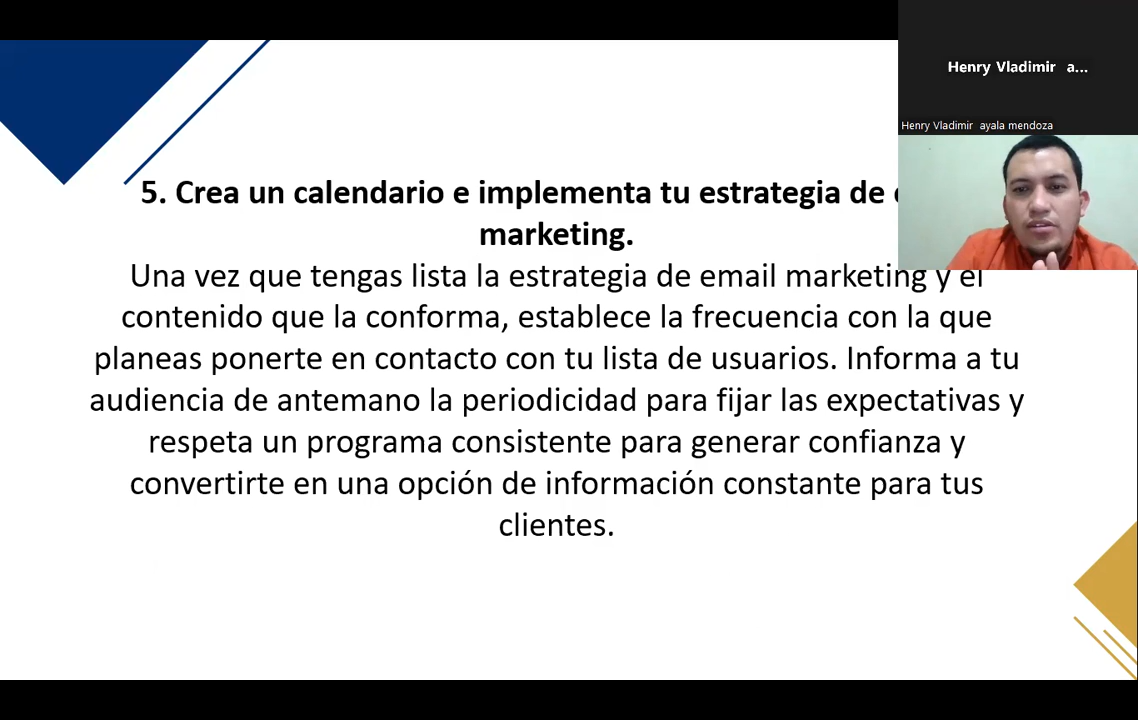 Henry Vladimir a...
Henry Vladimir ayala mendoza
5. Crea un calendario e implementa tu estrategia de
marketing.
Una vez que tengas lista la estrategia de email marketing y el
contenido que la conforma, establece la frecuencia con la que
planeas ponerte en contacto con tu lista de usuarios. Informa a tu
audiencia de antemano la periodicidad para fijar las expectativas y
respeta un programa consistente para generar confianza y
convertirte en una opción de información constante para tus
clientes.